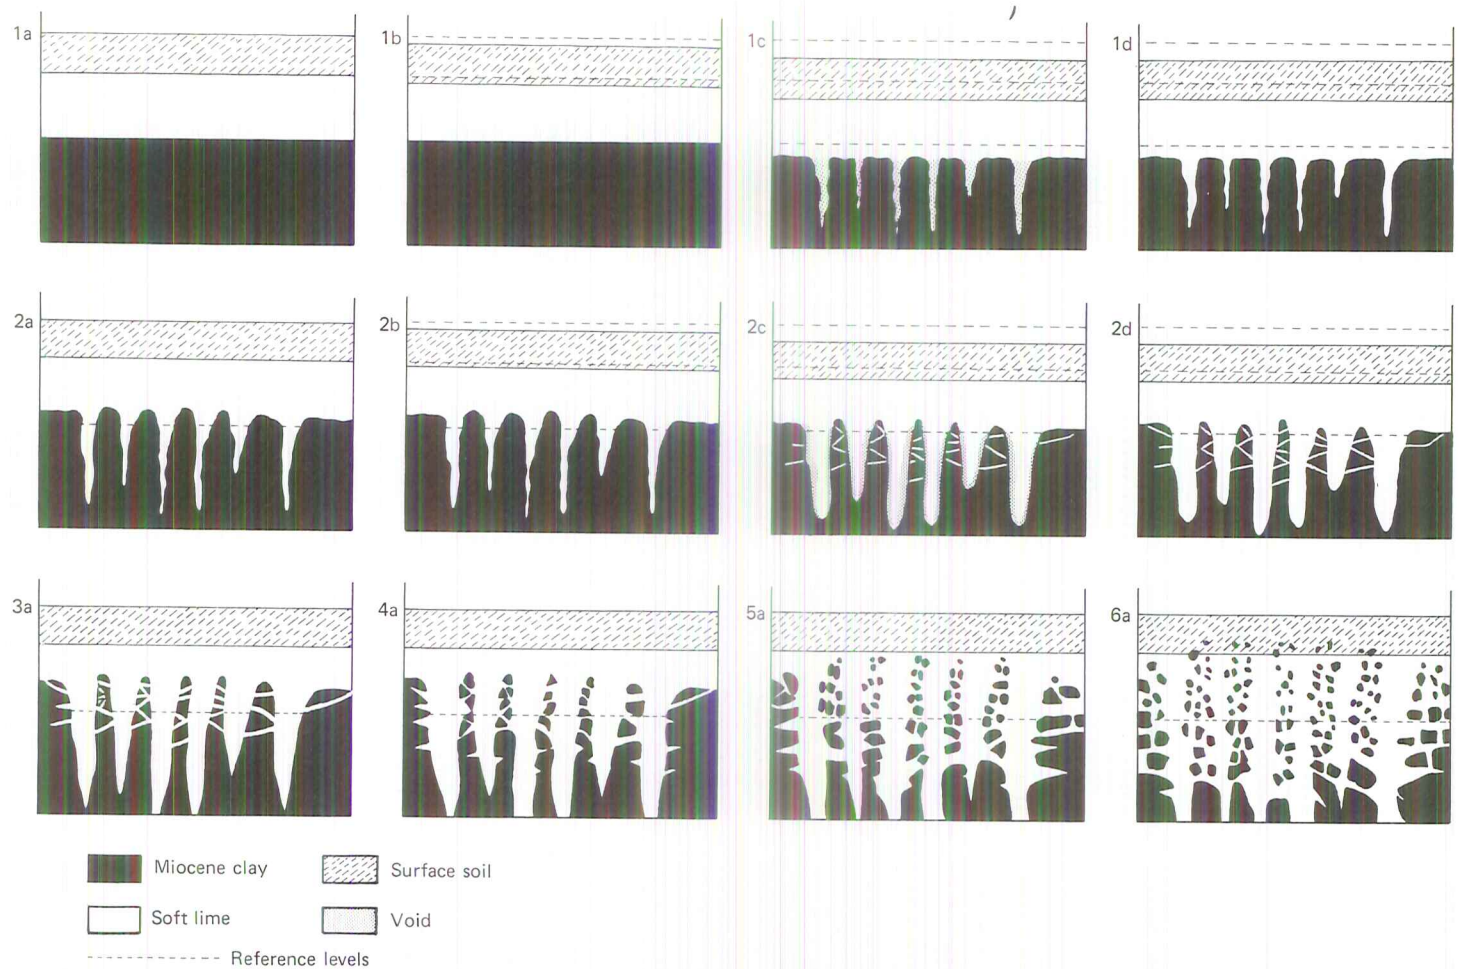 1a
1b
1c
1d
2a
2b
2c
2d
3a
4a
5a
6a
Miocene clay
Surface soil
Soft lime
Void
Reference levels